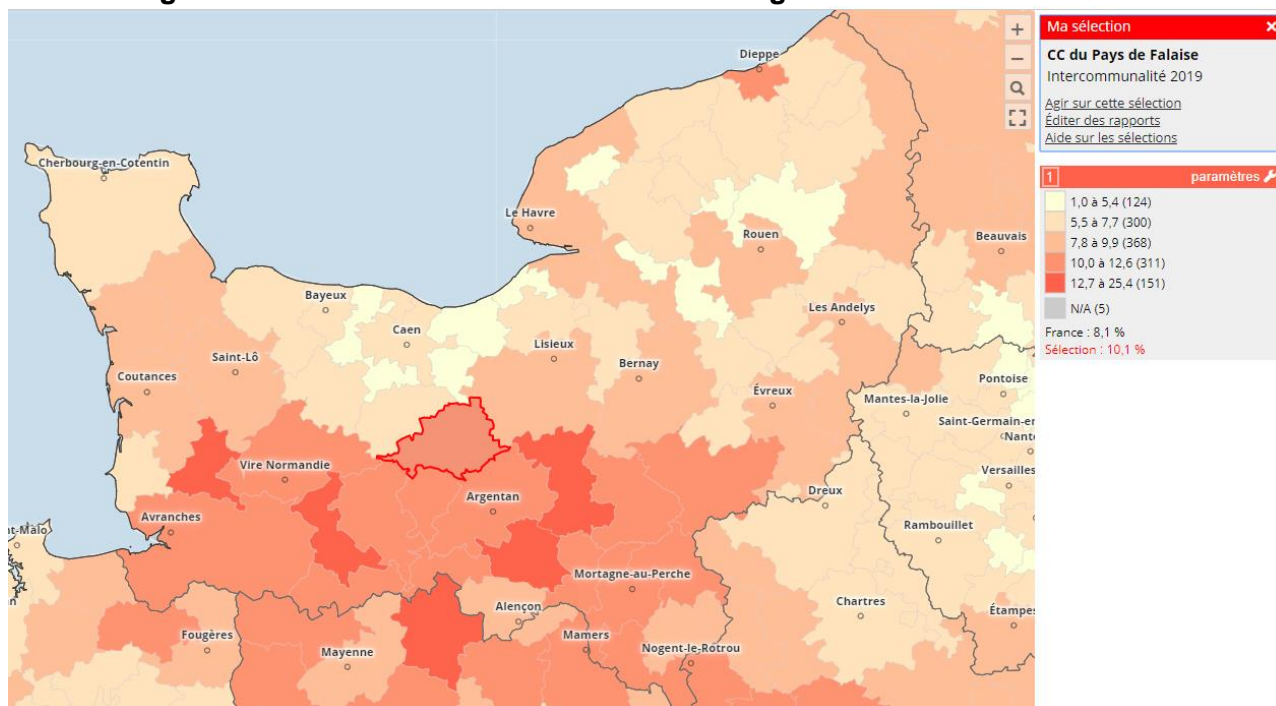 Dieppe
Cherbourg-en-Cotentin
Le Havre
Rouen
Beauvais
Bayeux
Les Andelys
Caen
Lisieux
Saint-Lô
Bernay
Coutances
Pontoise
Évreux
Mantes-la-Jolie
Saint-Germain-en
Nant
Vire Normandie
Versailles
Argentan
Dreux
Avranches
Rambouillet
nt-Malo
Mortagne-au-Perche
Alençon
Chartres
Étampes
Fougères
Mamers
Mayenne
Nogent-le-Rotrou
+
−
Ma sélection ×
CC du Pays de Falaise
Intercommunalité 2019
Agir sur cette sélection
Éditer des rapports
Aide sur les sélections
1 paramètres
1,0 à 5,4 (124)
5,5 à 7,7 (300)
7,8 à 9,9 (368)
10,0 à 12,6 (311)
12,7 à 25,4 (151)
N/A (5)
France : 8,1 %
Sélection : 10,1 %